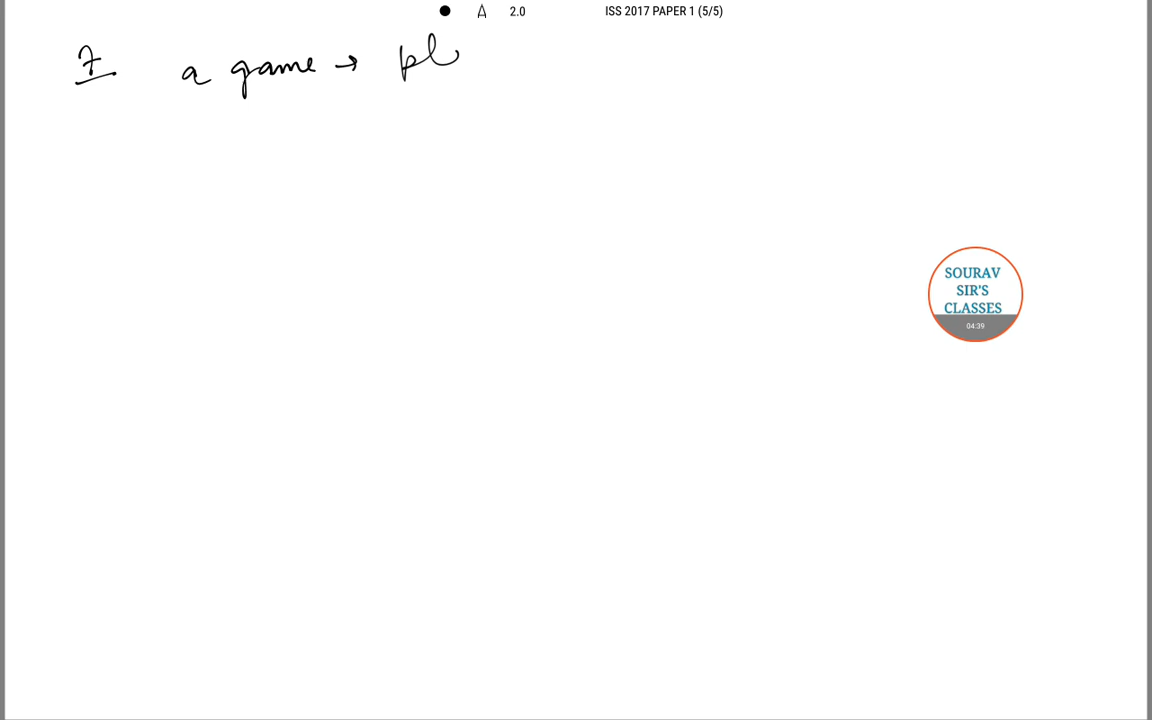 2.0 ISS 2017 PAPER 1 (5/5)
7 a game → pl
SOURAV
SIR'S
CLASSES
04:39